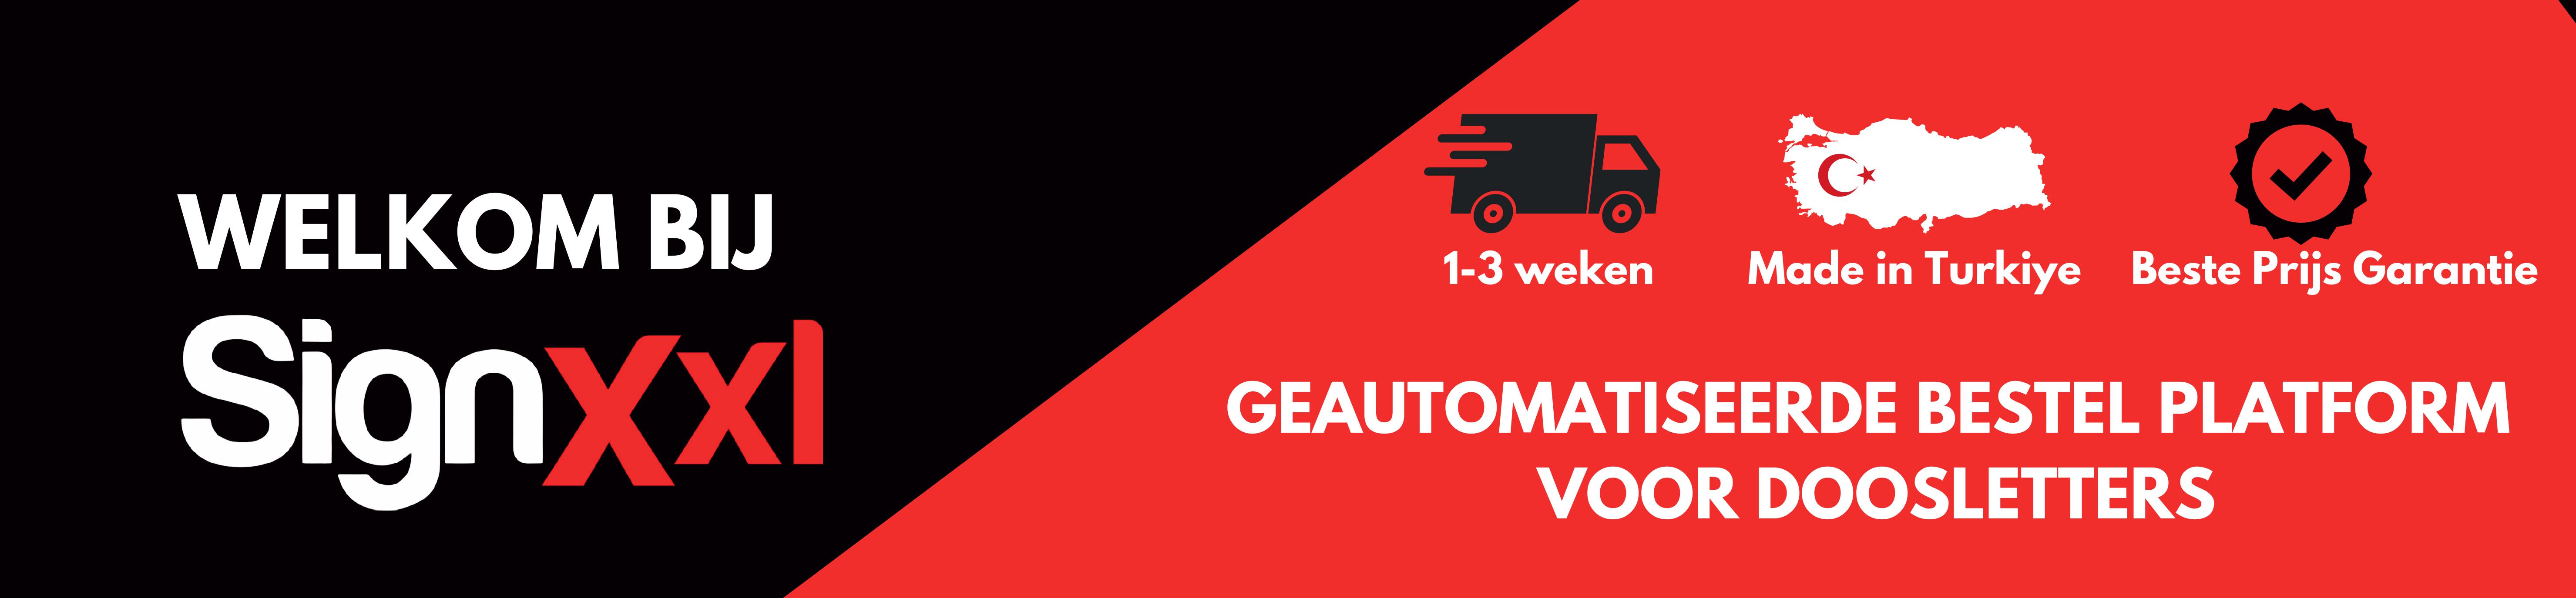 WELKOM BIJ
Signxxl
1-3 weken
Made in Turkiye
Beste Prijs Garantie
GEAUTOMATISEERDE BESTEL PLATFORM
VOOR DOOSLETTERS